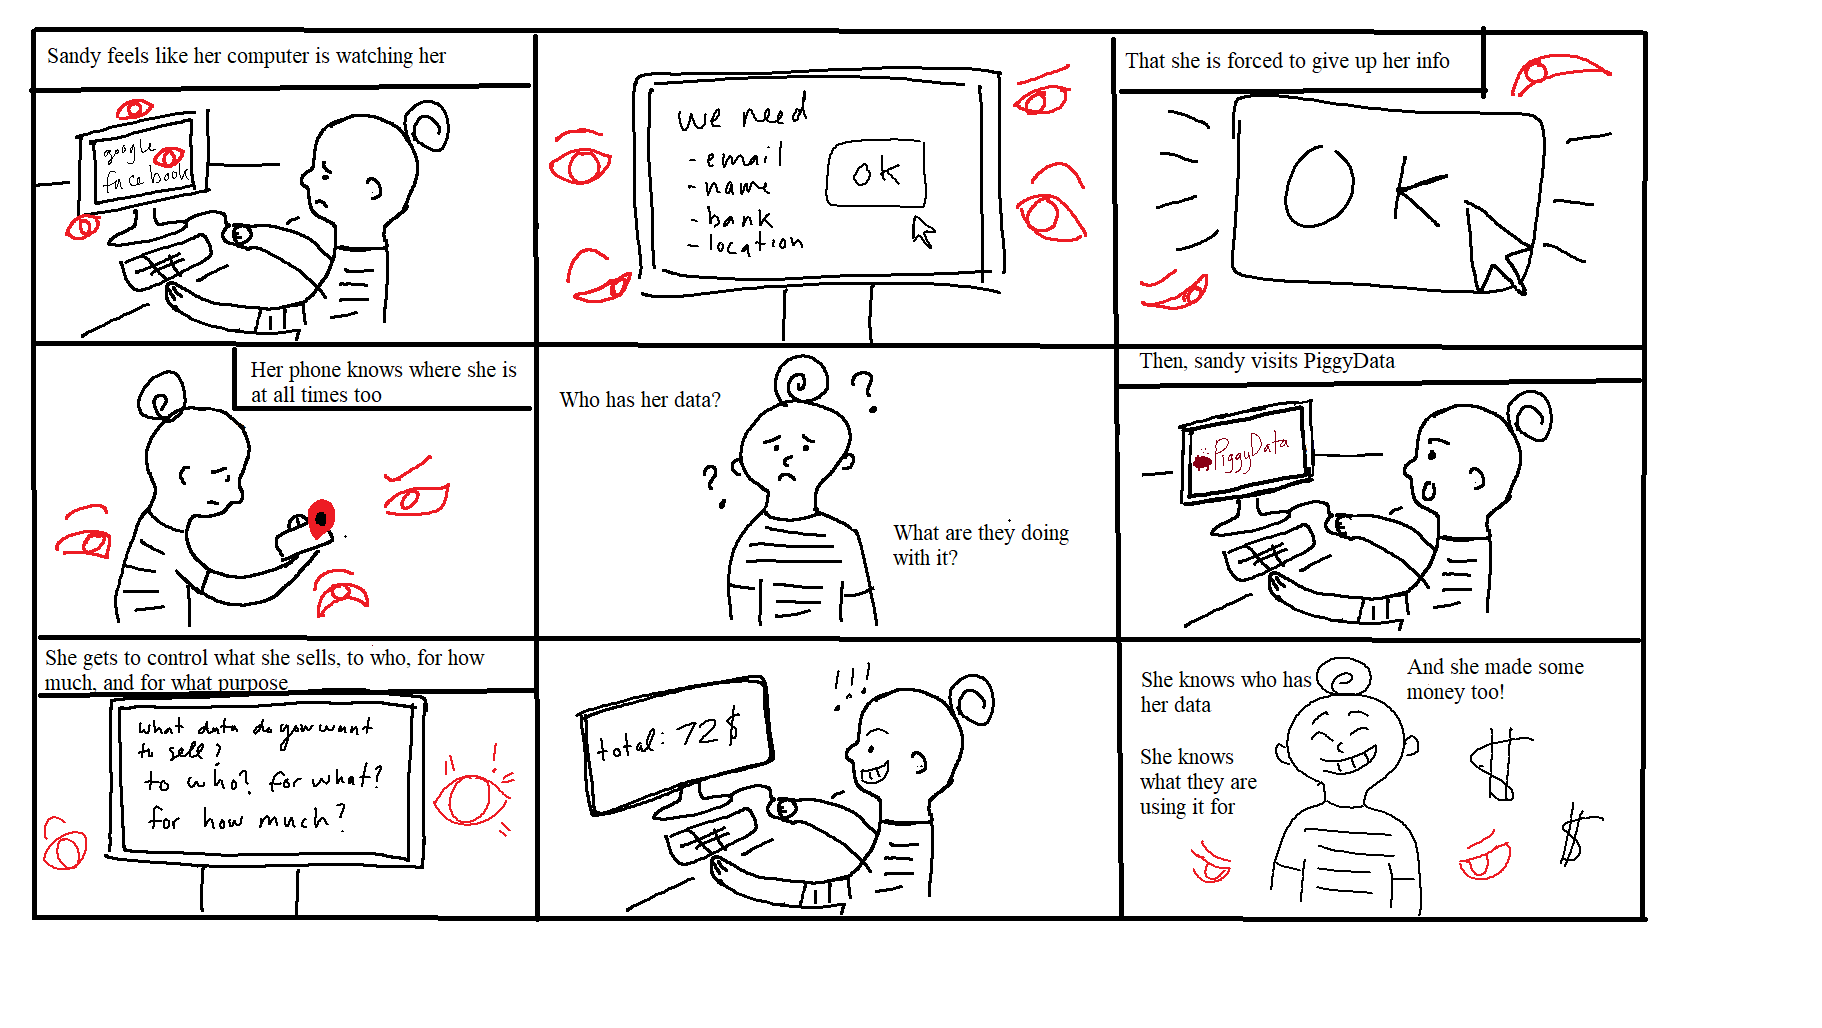 Sandy feels like her computer is watching her
google
facebook
we need
- email
- name
- bank
- location
OK
That she is forced to give up her info
OK
Her phone knows where she is
at all times too
Who has her data?
?
?
What are they doing
with it?
Then, sandy visits PiggyData
PiggyData
She gets to control what she sells, to who, for how
much, and for what purpose
what data do you want
to sell?
to who? for what?
for how much?
!
total: 72$
!!!
She knows who has
her data
And she made some
money too!
She knows
what they are
using it for
$
$